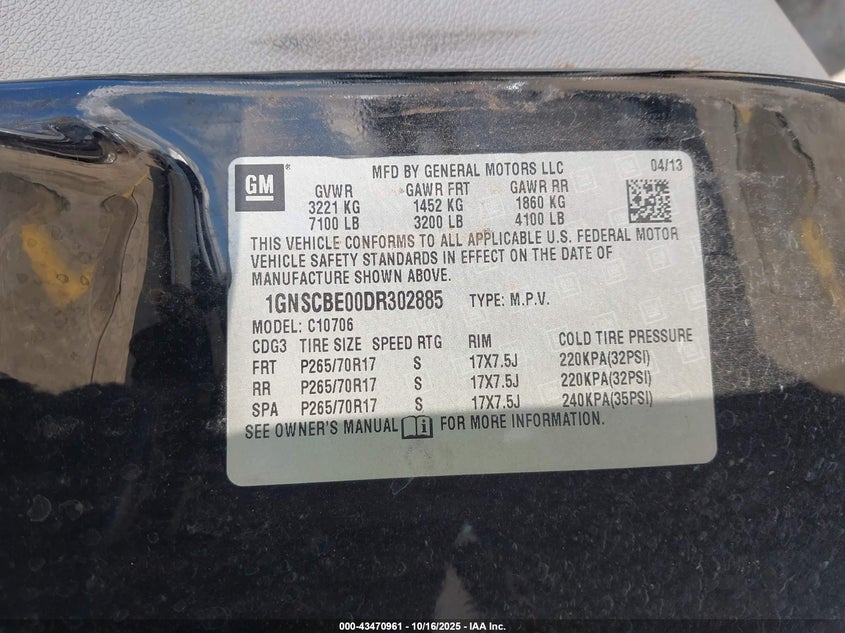 GM
MFD BY GENERAL MOTORS LLC 04/13
GVWR GAWR FRT GAWR RR
3221 KG 1452 KG 1860 KG
7100 LB 3200 LB 4100 LB
THIS VEHICLE CONFORMS TO ALL APPLICABLE U.S. FEDERAL MOTOR
VEHICLE SAFETY STANDARDS IN EFFECT ON THE DATE OF
MANUFACTURE SHOWN ABOVE.
1GNSCBE00DR302885 TYPE: M.P.V.
MODEL: C10706
CDG3 TIRE SIZE SPEED RTG RIM COLD TIRE PRESSURE
FRT P265/70R17 S 17X7.5J 220KPA(32PSI)
RR P265/70R17 S 17X7.5J 220KPA(32PSI)
SPA P265/70R17 S 17X7.5J 240KPA(35PSI)
SEE OWNER'S MANUAL FOR MORE INFORMATION.
000-43470961 - 10/16/2025 - IAA Inc.